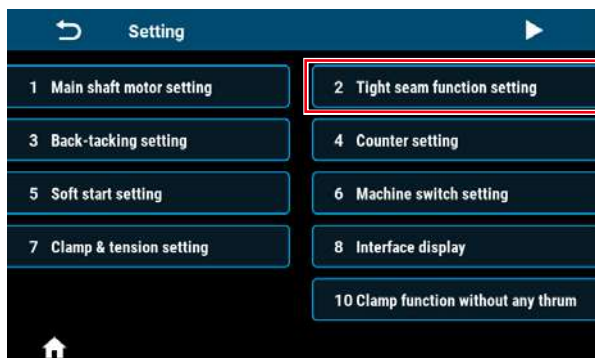 Setting
1 Main shaft motor setting
2 Tight seam function setting
3 Back-tacking setting
4 Counter setting
5 Soft start setting
6 Machine switch setting
7 Clamp & tension setting
8 Interface display
10 Clamp function without any thrum